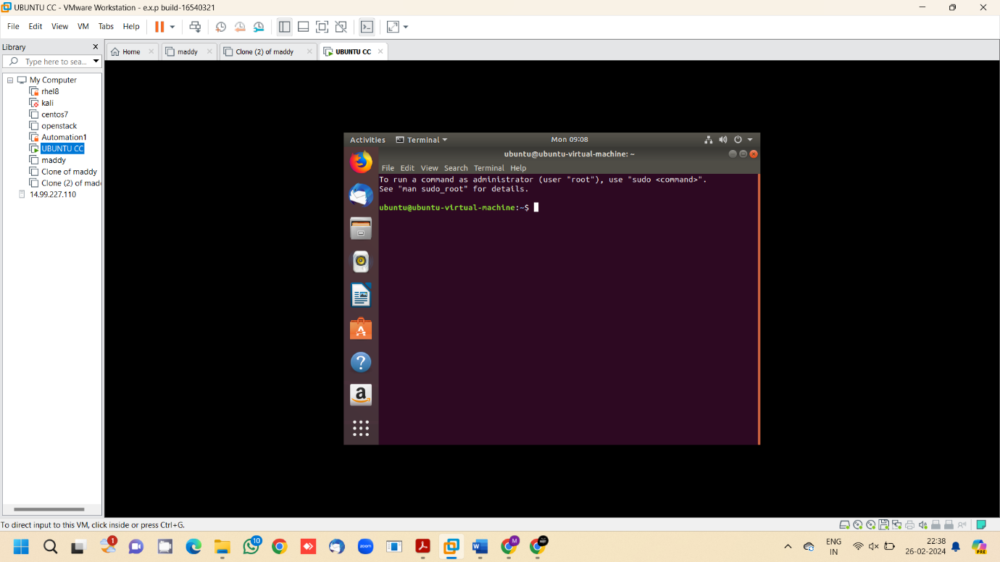 UBUNTU CC - VMware Workstation - e.x.p build-16540321
File Edit View VM Tabs Help
Library
Type here to sea...
Home
maddy
Clone (2) of maddy
UBUNTU CC
My Computer
rhel8
kali
centos7
openstack
Automation1
UBUNTU CC
maddy
Clone of maddy
Clone (2) of mad
14.99.227.110
Activities Terminal Mon 09:08
ubuntu@ubuntu-virtual-machine: ~
File Edit View Search Terminal Help
To run a command as administrator (user "root"), use "sudo <command>".
See "man sudo_root" for details.
ubuntu@ubuntu-virtual-machine:~$
To direct input to this VM, click inside or press Ctrl+G.
1
10
zoom
M
ENG
IN
22:38
26-02-2024
PRE